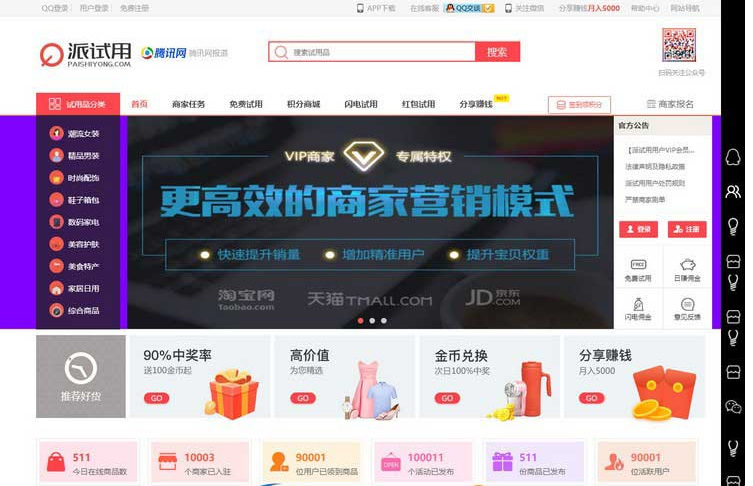 QQ登录 用户登录 免费注册 APP下载 在线客服 QQ交谈 关注微信 分享赚钱月入5000 帮助中心 网站导航
派试用
PAISHIYONG.COM
腾讯网 腾讯网报道
搜索试用品 搜索
扫码关注公众号
试用品分类 首页 商家任务 免费试用 积分商城 闪电试用 红包试用 分享赚钱 签到领积分 商家报名
潮流女装
精品男装
时尚配饰
鞋子箱包
数码家电
美容护肤
美食特产
家居日用
综合商品
VIP商家 专属特权
更高效的商家营销模式
快速提升销量 增加精准用户 提升宝贝权重
淘宝网
Taobao.com
天猫TMALL.COM
JD京东
.COM
官方公告
【派试用用户VIP会员...
法律声明及隐私政策
派试用用户处罚规则
严禁商家刷单
登录 注册
FREE
免费试用 日赚佣金
闪电佣金 意见反馈
推荐好货
90%中奖率
送100金币起
GO
高价值
为您精选
GO
金币兑换
次日100%中奖
GO
分享赚钱
月入5000
GO
511
今日在线商品数
10003
个商家已入驻
90001
位用户已领到商品
OPEN
100011
个活动已发布
511
份商品已发布
90001
位活跃用户